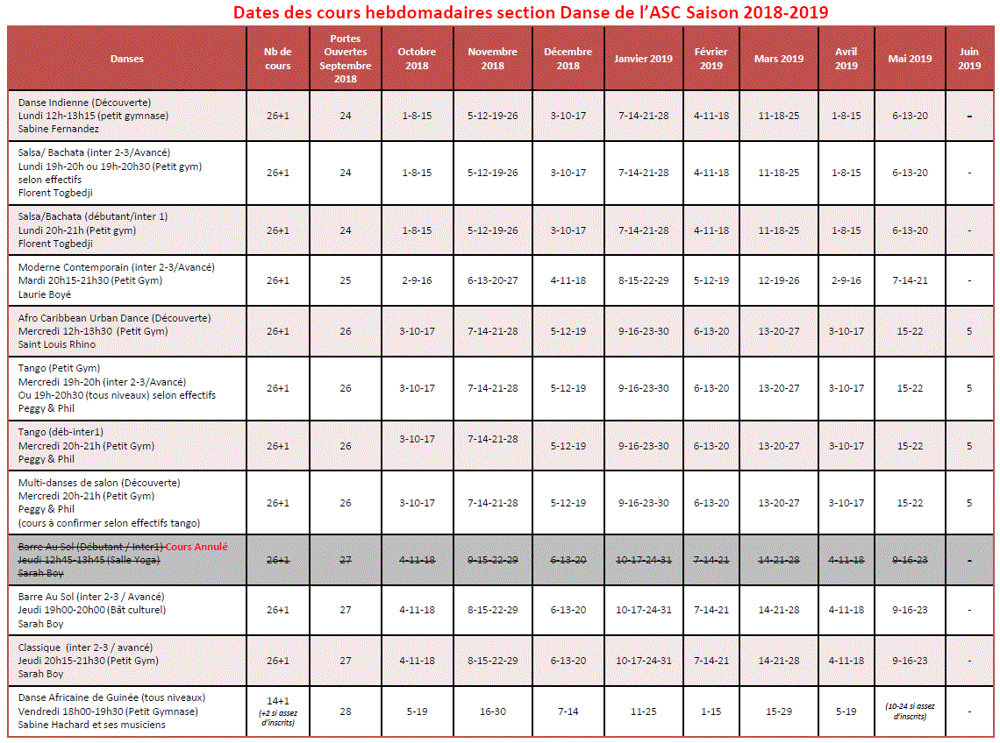 Dates des cours hebdomadaires section Danse de l'ASC Saison 2018-2019
Danses | Nb de cours | Portes Ouvertes Septembre 2018 | Octobre 2018 | Novembre 2018 | Décembre 2018 | Janvier 2019 | Février 2019 | Mars 2019 | Avril 2019 | Mai 2019 | Juin 2019
Danse Indienne (Découverte)
Lundi 12h-13h15 (petit gymnase)
Sabine Fernandez
26+1 | 24 | 1-8-15 | 5-12-19-26 | 3-10-17 | 7-14-21-28 | 4-11-18 | 11-18-25 | 1-8-15 | 6-13-20 | -
Salsa/ Bachata (inter 2-3/Avancé)
Lundi 19h-20h ou 19h-20h30 (Petit gym)
selon effectifs
Florent Togbedji
26+1 | 24 | 1-8-15 | 5-12-19-26 | 3-10-17 | 7-14-21-28 | 4-11-18 | 11-18-25 | 1-8-15 | 6-13-20 | -
Salsa/Bachata (débutant/inter 1)
Lundi 20h-21h (Petit gym)
Florent Togbedji
26+1 | 24 | 1-8-15 | 5-12-19-26 | 3-10-17 | 7-14-21-28 | 4-11-18 | 11-18-25 | 1-8-15 | 6-13-20 | -
Moderne Contemporain (inter 2-3/Avancé)
Mardi 20h15-21h30 (Petit Gym)
Laurie Boyé
26+1 | 25 | 2-9-16 | 6-13-20-27 | 4-11-18 | 8-15-22-29 | 5-12-19 | 12-19-26 | 2-9-16 | 7-14-21 | -
Afro Caribbean Urban Dance (Découverte)
Mercredi 12h-13h30 (Petit Gym)
Saint Louis Rhino
26+1 | 26 | 3-10-17 | 7-14-21-28 | 5-12-19 | 9-16-23-30 | 6-13-20 | 13-20-27 | 3-10-17 | 15-22 | 5
Tango (Petit Gym)
Mercredi 19h-20h (inter 2-3/Avancé)
Ou 19h-20h30 (tous niveaux) selon effectifs
Peggy & Phil
26+1 | 26 | 3-10-17 | 7-14-21-28 | 5-12-19 | 9-16-23-30 | 6-13-20 | 13-20-27 | 3-10-17 | 15-22 | 5
Tango (déb-inter1)
Mercredi 20h-21h (Petit Gym)
Peggy & Phil
26+1 | 26 | 3-10-17 | 7-14-21-28 | 5-12-19 | 9-16-23-30 | 6-13-20 | 13-20-27 | 3-10-17 | 15-22 | 5
Multi-danses de salon (Découverte)
Mercredi 20h-21h (Petit Gym)
Peggy & Phil
(cours à confirmer selon effectifs tango)
26+1 | 26 | 3-10-17 | 7-14-21-28 | 5-12-19 | 9-16-23-30 | 6-13-20 | 13-20-27 | 3-10-17 | 15-22 | 5
Barre Au Sol (Débutant / Inter1) Cours Annulé
Jeudi 12h45-13h45 (Salle Yoga)
Sarah Boy
26+1 | 27 | 4-11-18 | 9-15-22-29 | 6-13-20 | 10-17-24-31 | 7-14-21 | 14-21-28 | 4-11-18 | 9-16-23 | -
Barre Au Sol (inter 2-3 / Avancé)
Jeudi 19h00-20h00 (Bât culturel)
Sarah Boy
26+1 | 27 | 4-11-18 | 8-15-22-29 | 6-13-20 | 10-17-24-31 | 7-14-21 | 14-21-28 | 4-11-18 | 9-16-23 | -
Classique (inter 2-3 / avancé)
Jeudi 20h15-21h30 (Petit Gym)
Sarah Boy
26+1 | 27 | 4-11-18 | 8-15-22-29 | 6-13-20 | 10-17-24-31 | 7-14-21 | 14-21-28 | 4-11-18 | 9-16-23 | -
Danse Africaine de Guinée (tous niveaux)
Vendredi 18h00-19h30 (Petit Gymnase)
Sabine Hachard et ses musiciens
14+1 (+2 si assez d'inscrits) | 28 | 5-19 | 16-30 | 7-14 | 11-25 | 1-15 | 15-29 | 5-19 | (10-24 si assez d'inscrits) | -